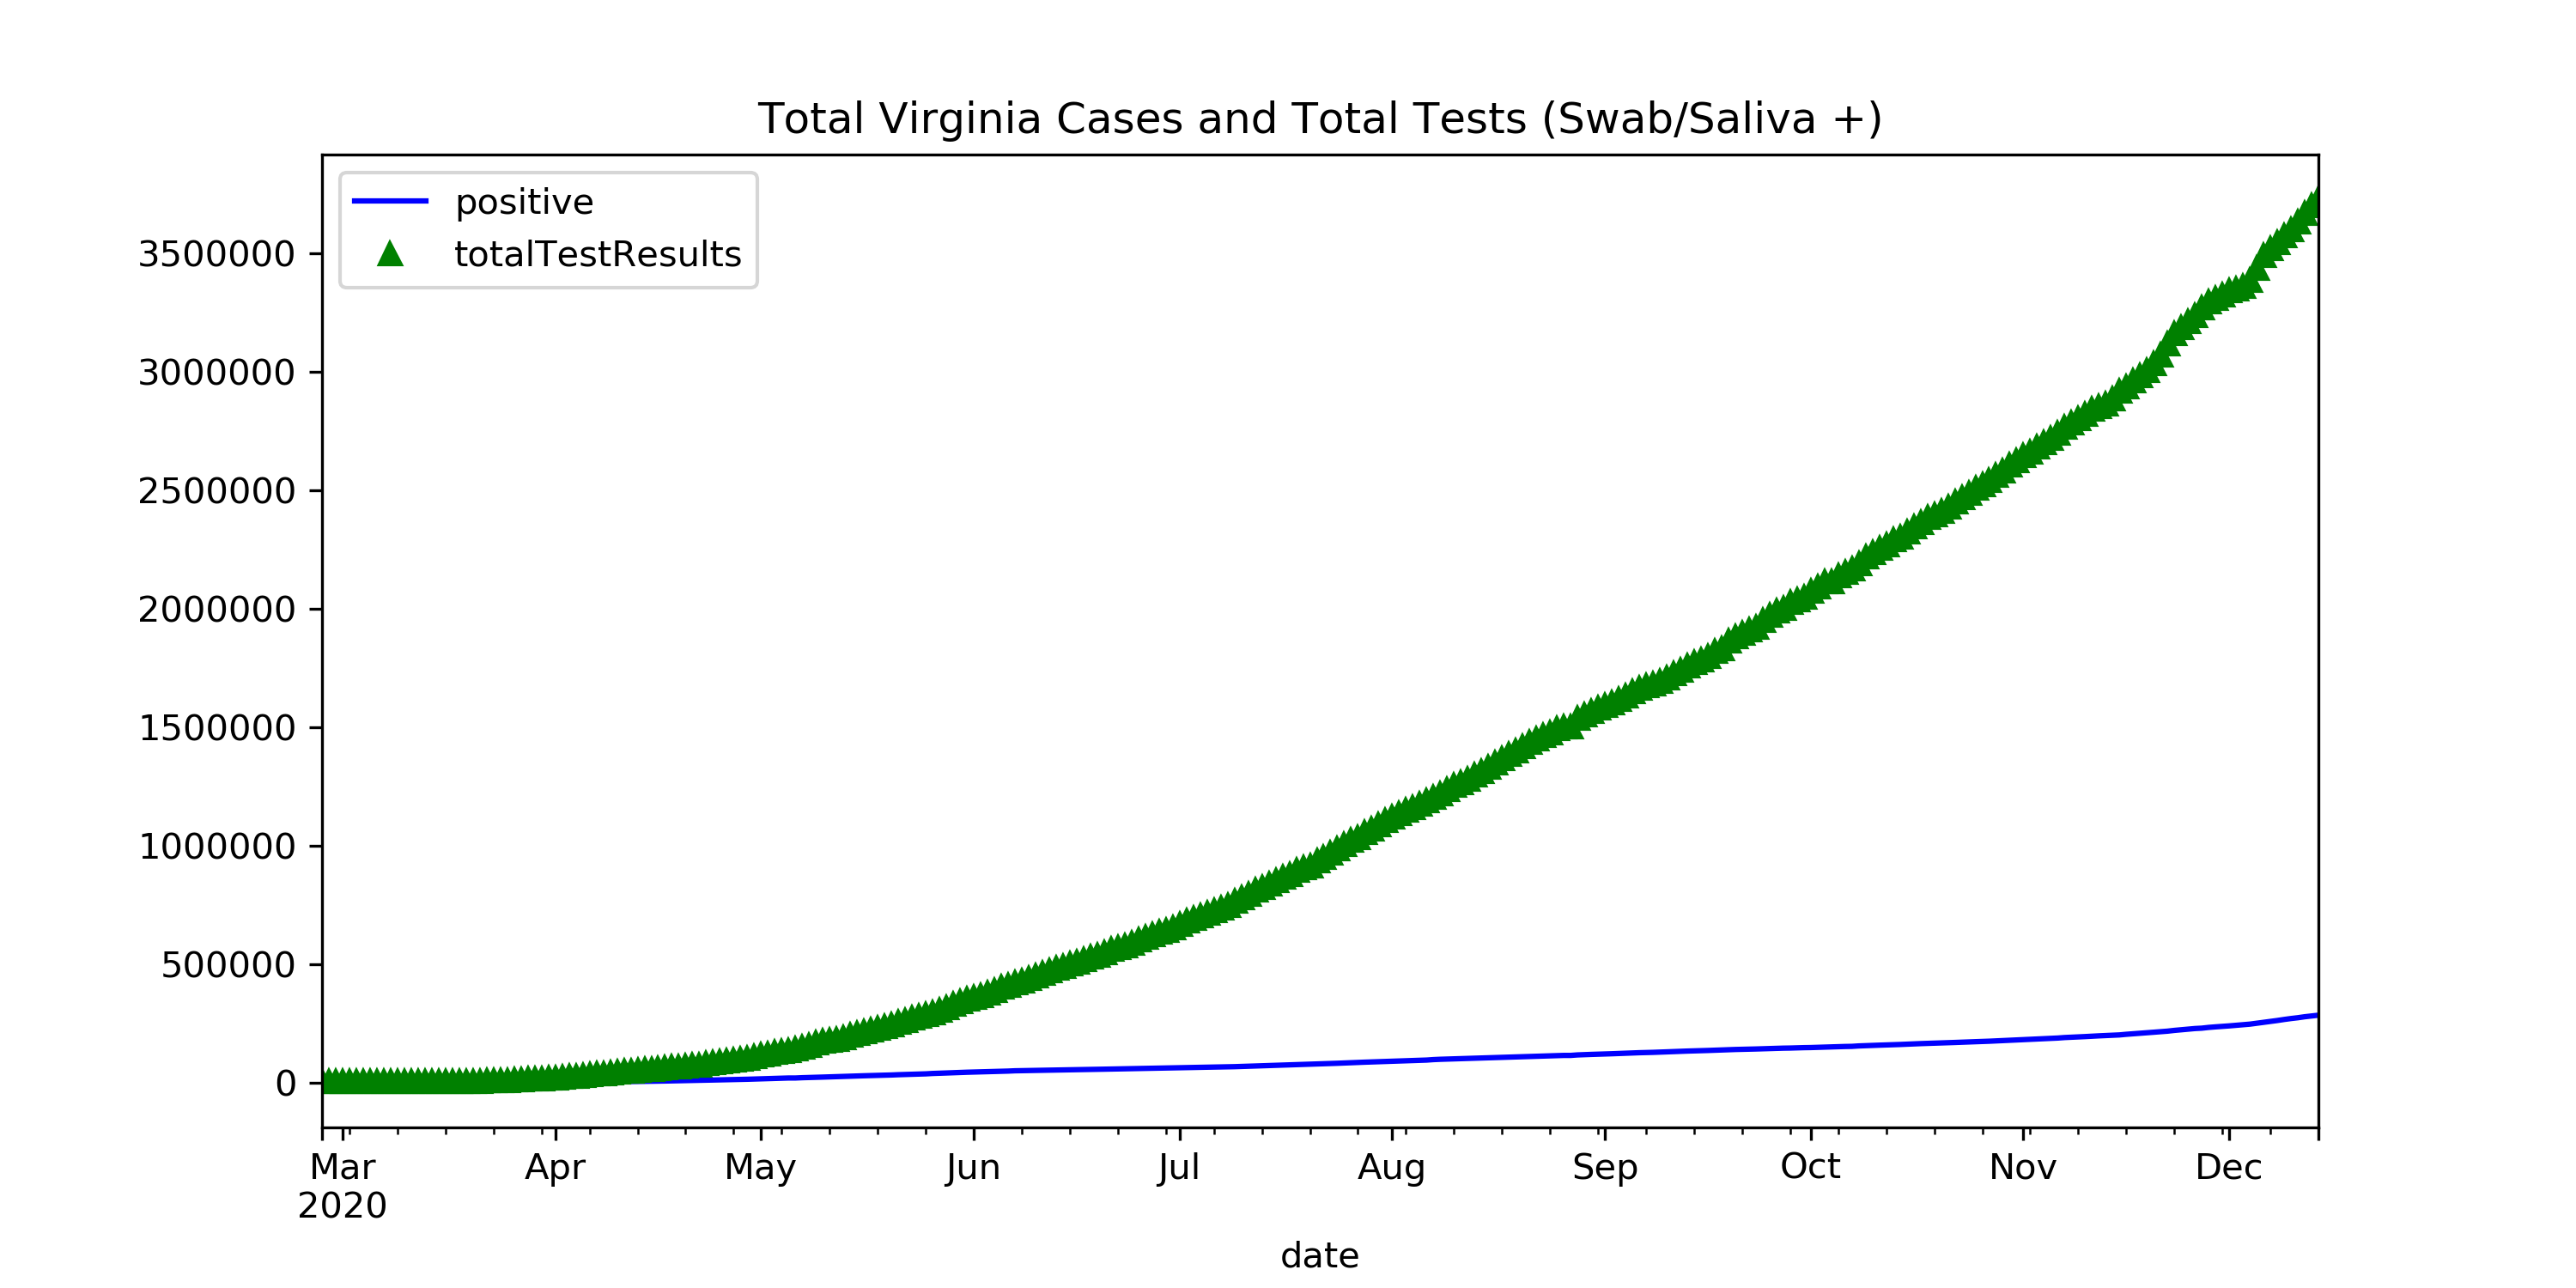 Total Virginia Cases and Total Tests (Swab/Saliva +)
positive
totalTestResults
3500000
3000000
2500000
2000000
1500000
1000000
500000
0
Mar Apr May Jun Jul Aug Sep Oct Nov Dec
2020
date